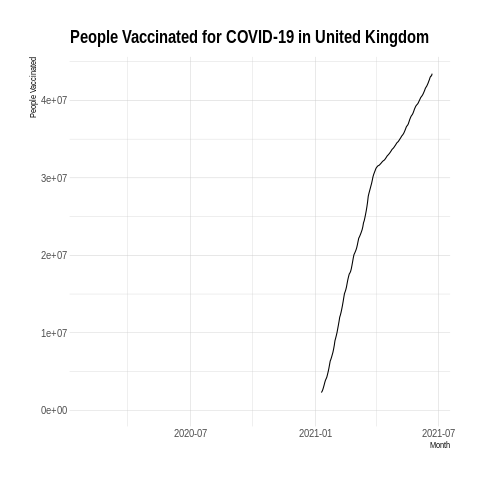 People Vaccinated for COVID-19 in United Kingdom
People Vaccinated
4e+07
3e+07
2e+07
1e+07
0e+00
2020-07
2021-01
2021-07
Month